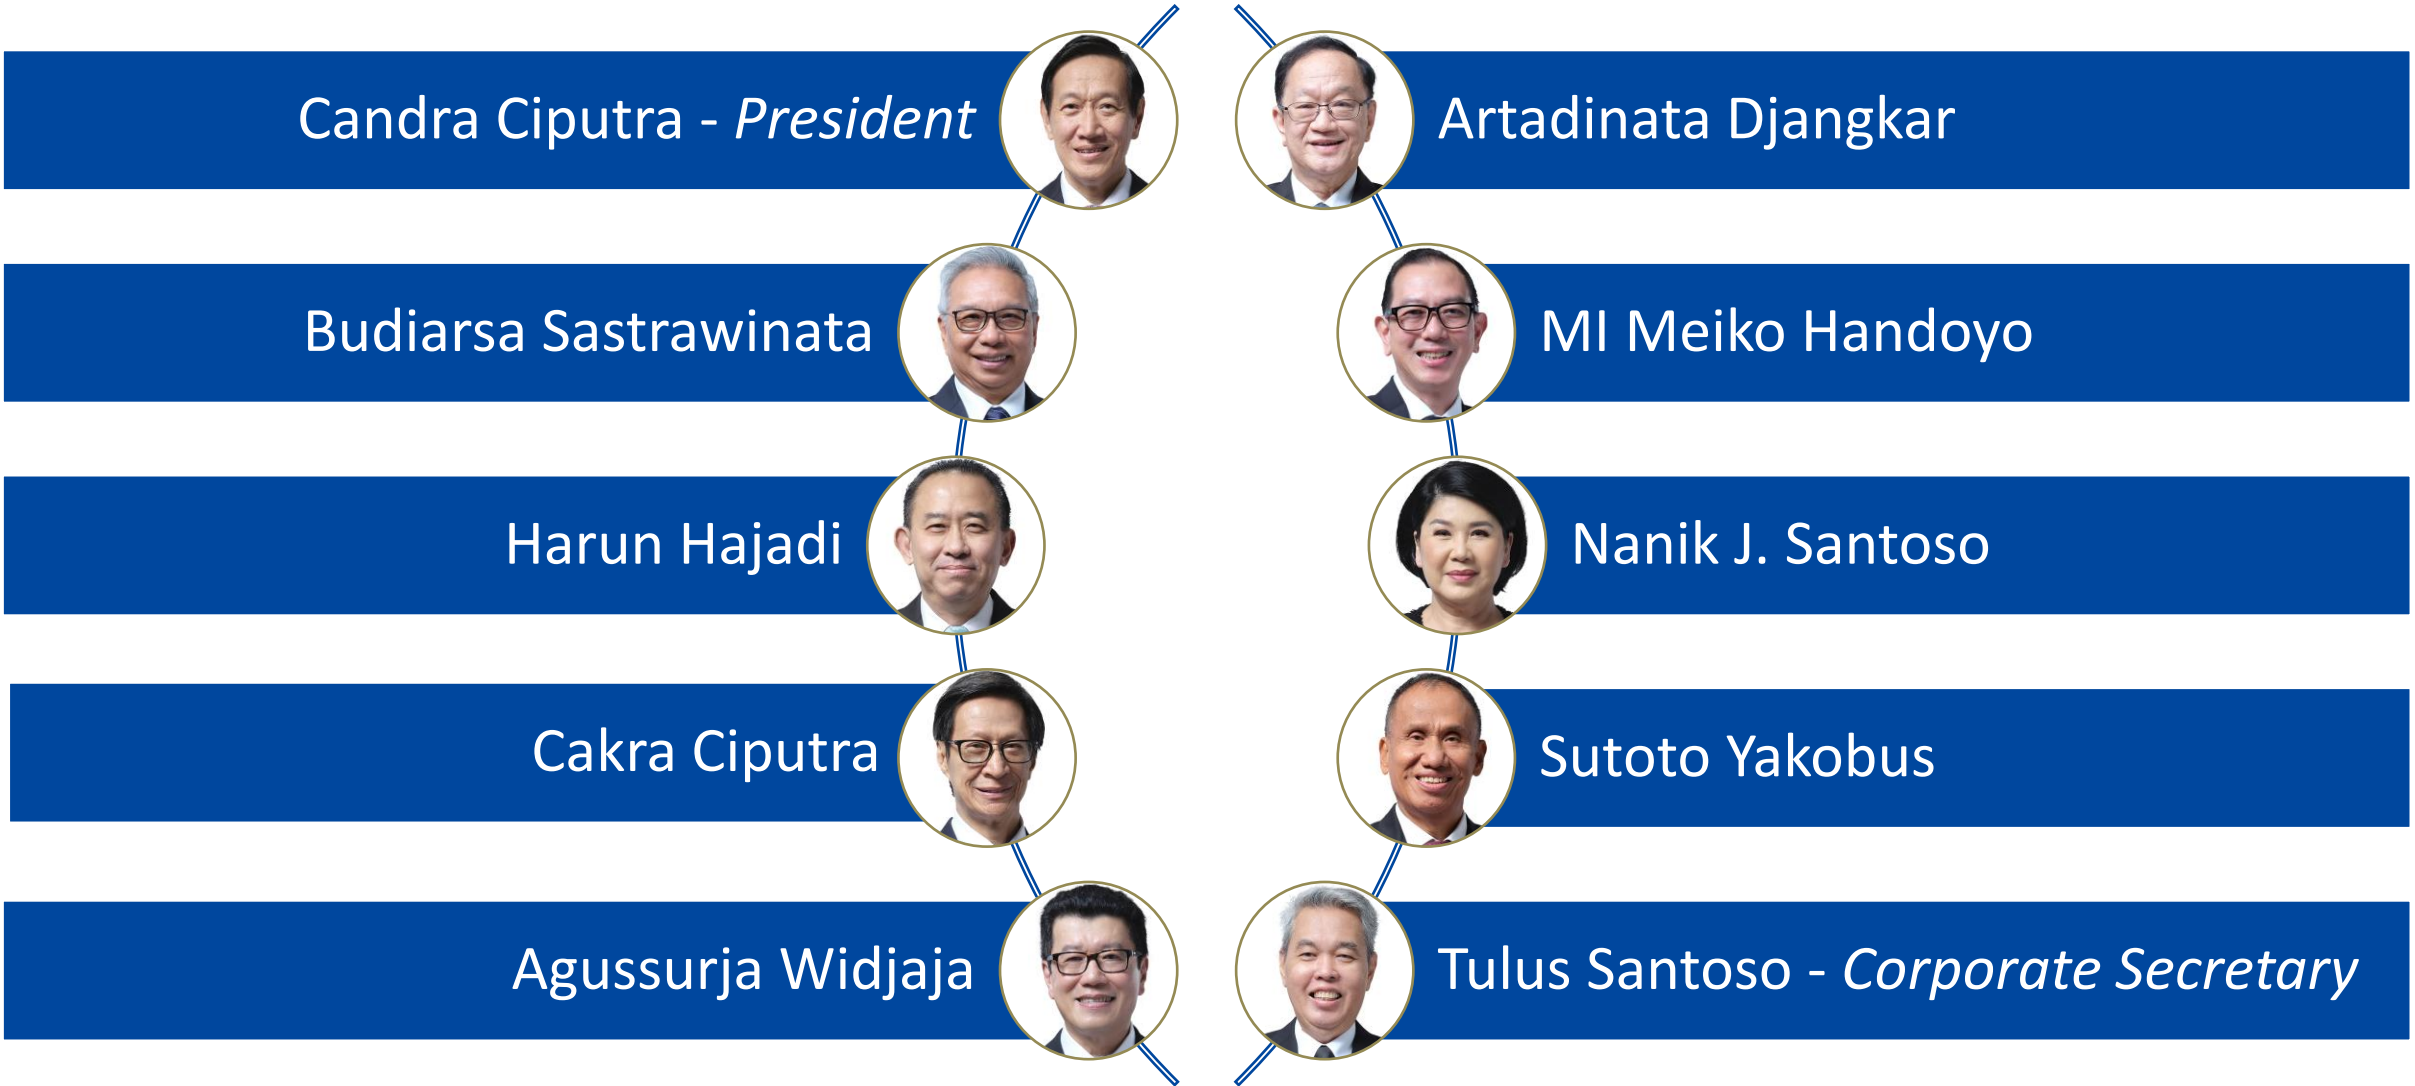 Candra Ciputra - President
Budiarsa Sastrawinata
Harun Hajadi
Cakra Ciputra
Agussurja Widjaja
Artadinata Djangkar
MI Meiko Handoyo
Nanik J. Santoso
Sutoto Yakobus
Tulus Santoso - Corporate Secretary